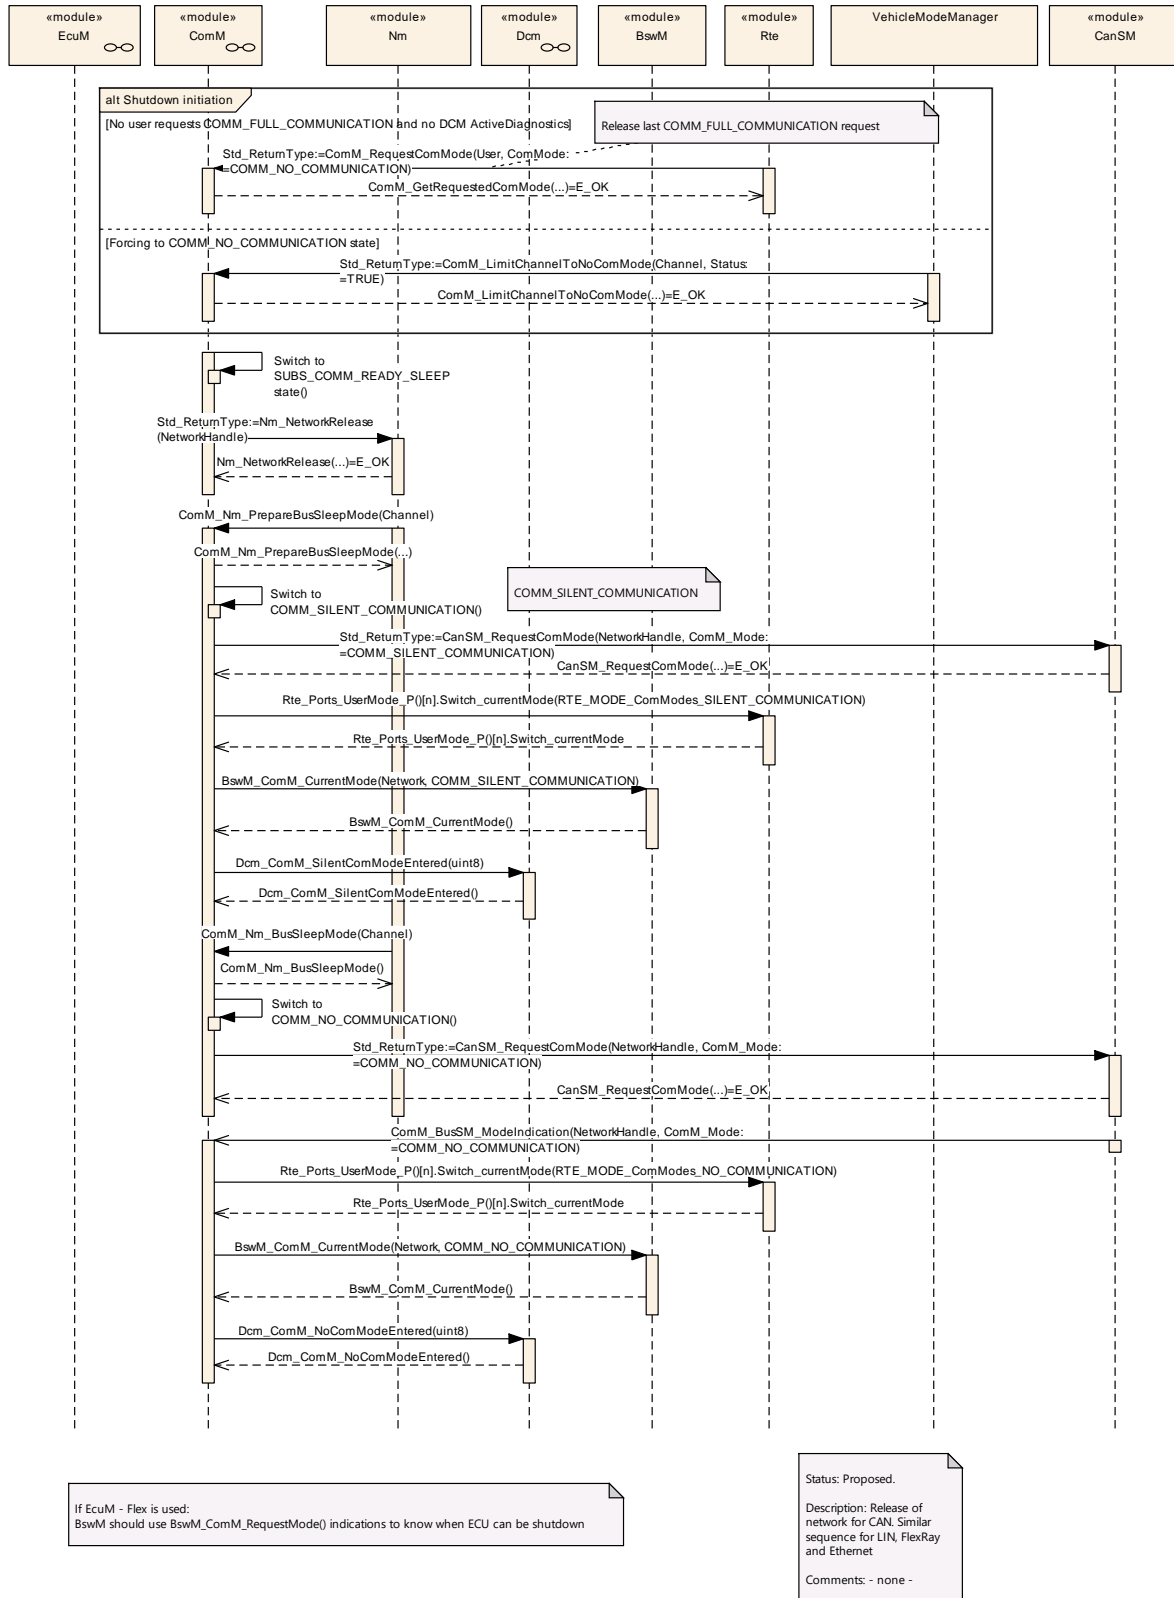 «module»
EcuM
«module»
ComM
«module»
Nm
«module»
Dcm
«module»
BswM
«module»
Rte
VehicleModeManager
«module»
CanSM
alt Shutdown initiation
[No user requests COMM_FULL_COMMUNICATION and no DCM ActiveDiagnostics]
Release last COMM_FULL_COMMUNICATION request
Std_ReturnType:=ComM_RequestComMode(User, ComMode:
=COMM_NO_COMMUNICATION)
ComM_GetRequestedComMode(...)=E_OK
[Forcing to COMM_NO_COMMUNICATION state]
Std_ReturnType:=ComM_LimitChannelToNoComMode(Channel, Status:
=TRUE)
ComM_LimitChannelToNoComMode(...)=E_OK
Switch to
SUBS_COMM_READY_SLEEP
state()
Std_ReturnType:=Nm_NetworkRelease
(NetworkHandle)
Nm_NetworkRelease(...)=E_OK
ComM_Nm_PrepareBusSleepMode(Channel)
ComM_Nm_PrepareBusSleepMode(...)
Switch to
COMM_SILENT_COMMUNICATION()
COMM_SILENT_COMMUNICATION
Std_ReturnType:=CanSM_RequestComMode(NetworkHandle, ComM_Mode:
=COMM_SILENT_COMMUNICATION)
CanSM_RequestComMode(...)=E_OK
Rte_Ports_UserMode_P()[n].Switch_currentMode(RTE_MODE_ComModes_SILENT_COMMUNICATION)
Rte_Ports_UserMode_P()[n].Switch_currentMode
BswM_ComM_CurrentMode(Network, COMM_SILENT_COMMUNICATION)
BswM_ComM_CurrentMode()
Dcm_ComM_SilentComModeEntered(uint8)
Dcm_ComM_SilentComModeEntered()
ComM_Nm_BusSleepMode(Channel)
ComM_Nm_BusSleepMode()
Switch to
COMM_NO_COMMUNICATION()
Std_ReturnType:=CanSM_RequestComMode(NetworkHandle, ComM_Mode:
=COMM_NO_COMMUNICATION)
CanSM_RequestComMode(...)=E_OK
ComM_BusSM_ModeIndication(NetworkHandle, ComM_Mode:
=COMM_NO_COMMUNICATION)
Rte_Ports_UserMode_P()[n].Switch_currentMode(RTE_MODE_ComModes_NO_COMMUNICATION)
Rte_Ports_UserMode_P()[n].Switch_currentMode
BswM_ComM_CurrentMode(Network, COMM_NO_COMMUNICATION)
BswM_ComM_CurrentMode()
Dcm_ComM_NoComModeEntered(uint8)
Dcm_ComM_NoComModeEntered()
If EcuM - Flex is used:
BswM should use BswM_ComM_RequestMode() indications to know when ECU can be shutdown
Status: Proposed.
Description: Release of
network for CAN. Similar
sequence for LIN, FlexRay
and Ethernet
Comments: - none -